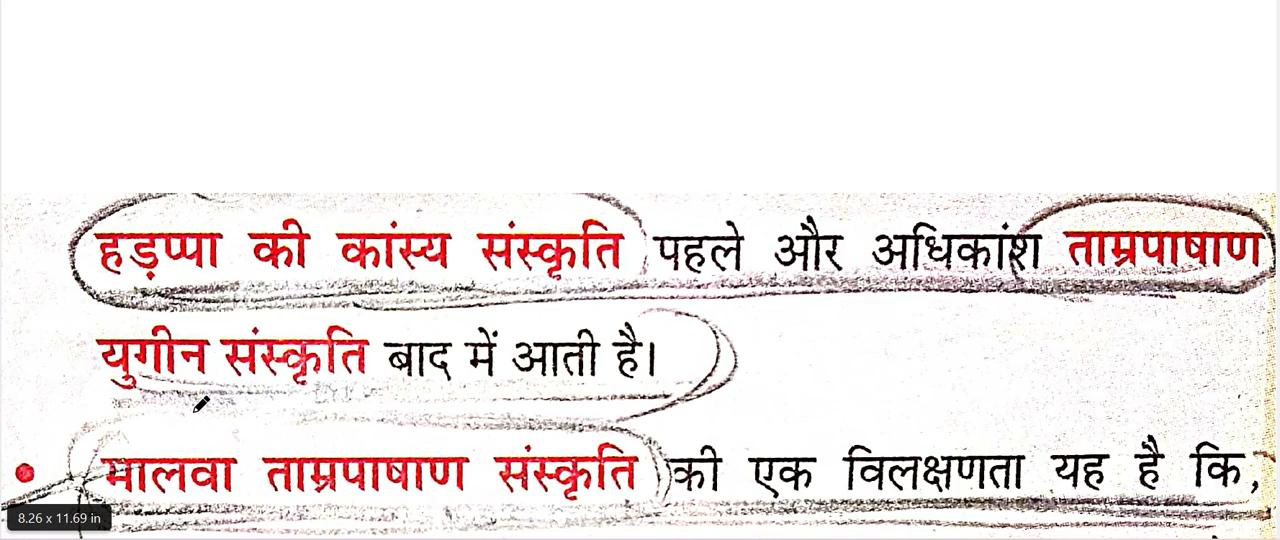 हड़प्पा की कांस्य संस्कृति पहले और अधिकांश ताम्रपाषाण
युगीन संस्कृति बाद में आती है।
मालवा ताम्रपाषाण संस्कृति की एक विलक्षणता यह है कि,
8.26 x 11.69 in